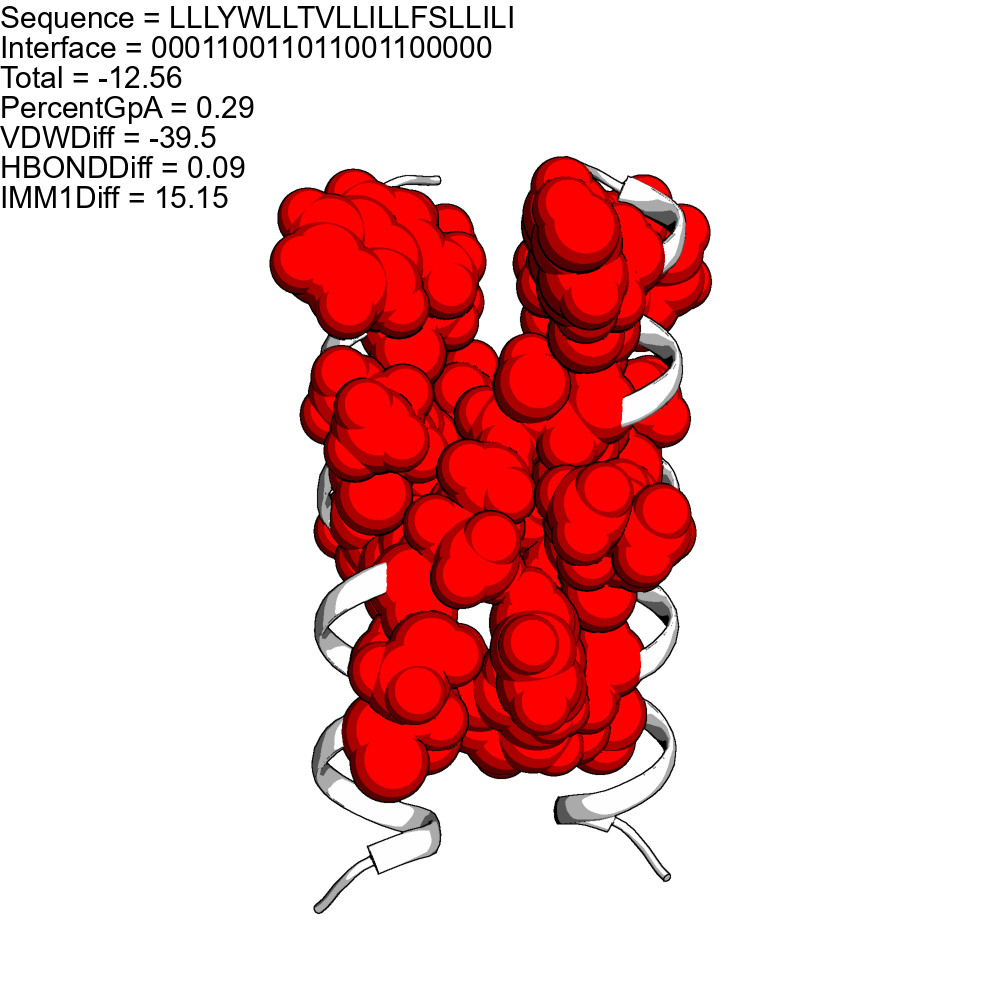 Sequence = LLLYWLLTVLLILLFSLLILI
Interface = 000110011011001100000
Total = -12.56
PercentGpA = 0.29
VDWDiff = -39.5
HBONDDiff = 0.09
IMM1Diff = 15.15